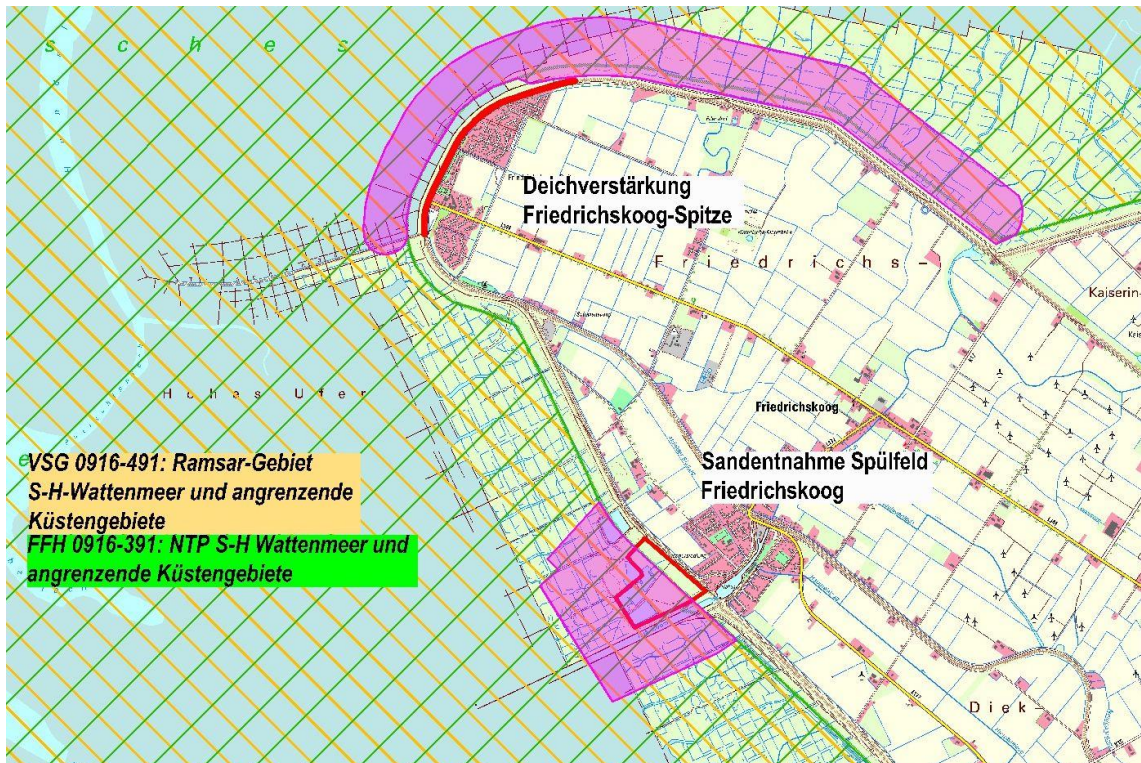 s c h e s
Deichverstärkung
Friedrichskoog-Spitze
F r i e d r i c h s –
Kaiserin-
H o h e s U f e r
Friedrichskoog
VSG 0916-491: Ramsar-Gebiet
S-H-Wattenmeer und angrenzende
Küstengebiete
FFH 0916-391: NTP S-H Wattenmeer und
angrenzende Küstengebiete
Sandentnahme Spülfeld
Friedrichskoog
D i e k –